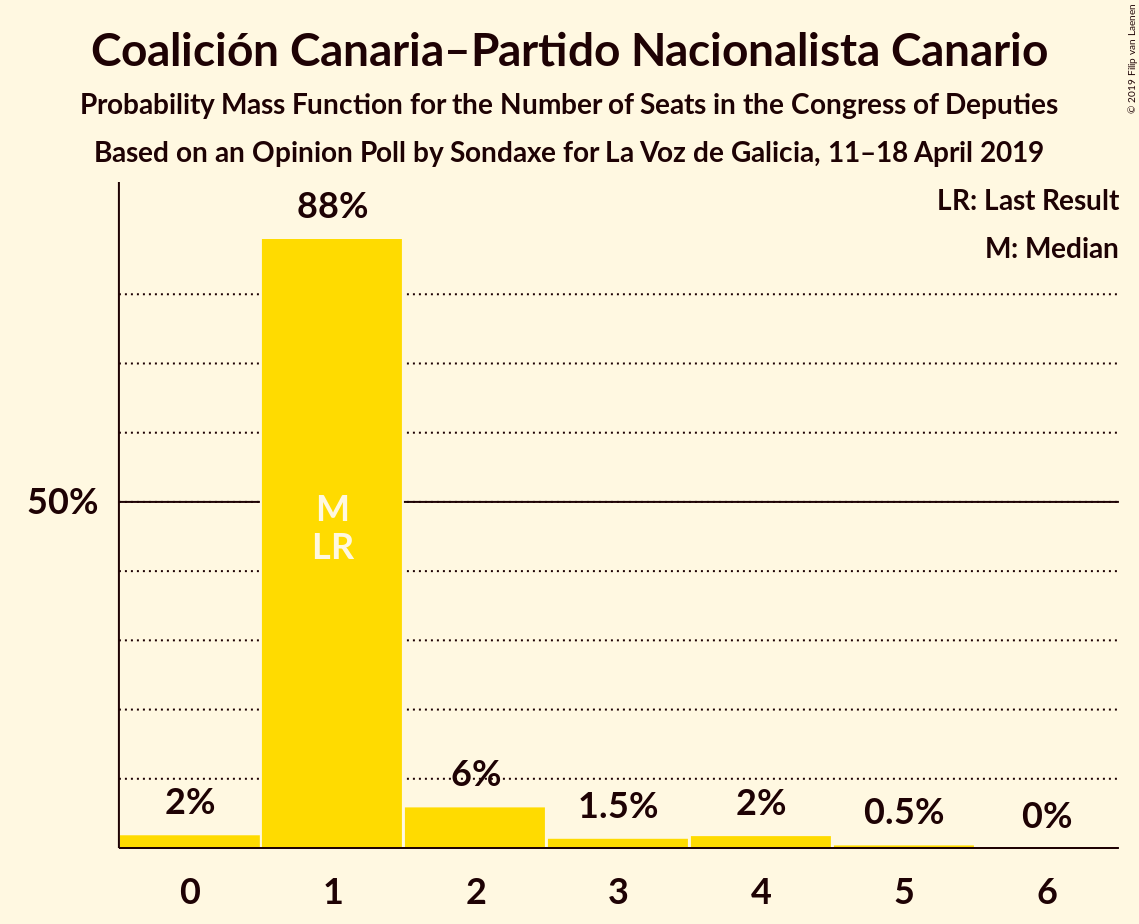 Coalición Canaria–Partido Nacionalista Canario
Probability Mass Function for the Number of Seats in the Congress of Deputies
Based on an Opinion Poll by Sondaxe for La Voz de Galicia, 11–18 April 2019
© 2019 Filip van Laenen
LR: Last Result
M: Median
88%
50%
M
LR
2%
6%
1.5%
2%
0.5%
0%
0 1 2 3 4 5 6